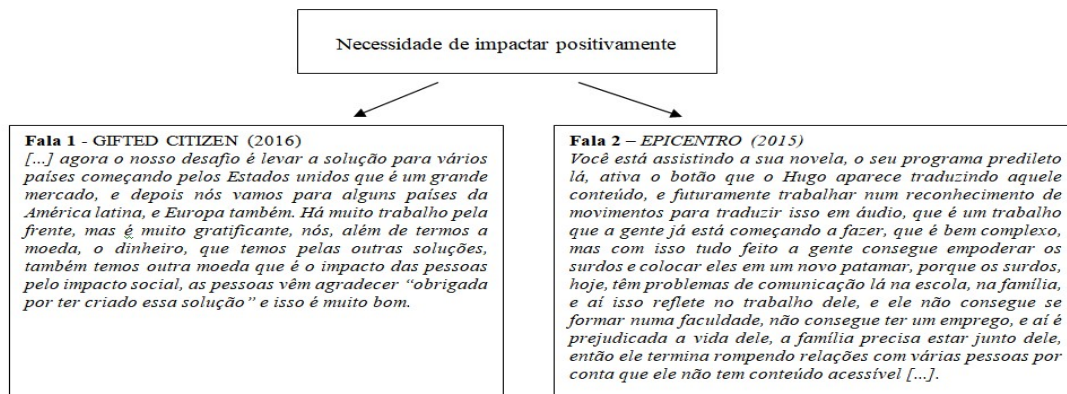 Necessidade de impactar positivamente
Fala 1 - GIFTED CITIZEN (2016)
[...] agora o nosso desafio é levar a solução para vários
países começando pelos Estados unidos que é um grande
mercado, e depois nós vamos para alguns países da
América latina, e Europa também. Há muito trabalho pela
frente, mas é muito gratificante, nós, além de termos a
moeda, o dinheiro, que temos pelas outras soluções,
também temos outra moeda que é o impacto das pessoas
pelo impacto social, as pessoas vêm agradecer “obrigada
por ter criado essa solução” e isso é muito bom.
Fala 2 – EPICENTRO (2015)
Você está assistindo a sua novela, o seu programa predileto
lá, ativa o botão que o Hugo aparece traduzindo aquele
conteúdo, e futuramente trabalhar num reconhecimento de
movimentos para traduzir isso em áudio, que é um trabalho
que a gente já está começando a fazer, que é bem complexo,
mas com isso tudo feito a gente consegue empoderar os
surdos e colocar eles em um novo patamar, porque os surdos,
hoje, têm problemas de comunicação lá na escola, na família,
e aí isso reflete no trabalho dele, e ele não consegue se
formar numa faculdade, não consegue ter um emprego, e aí é
prejudicada a vida dele, a família precisa estar junto dele,
então ele termina rompendo relações com várias pessoas por
conta que ele não tem conteúdo acessível [...].